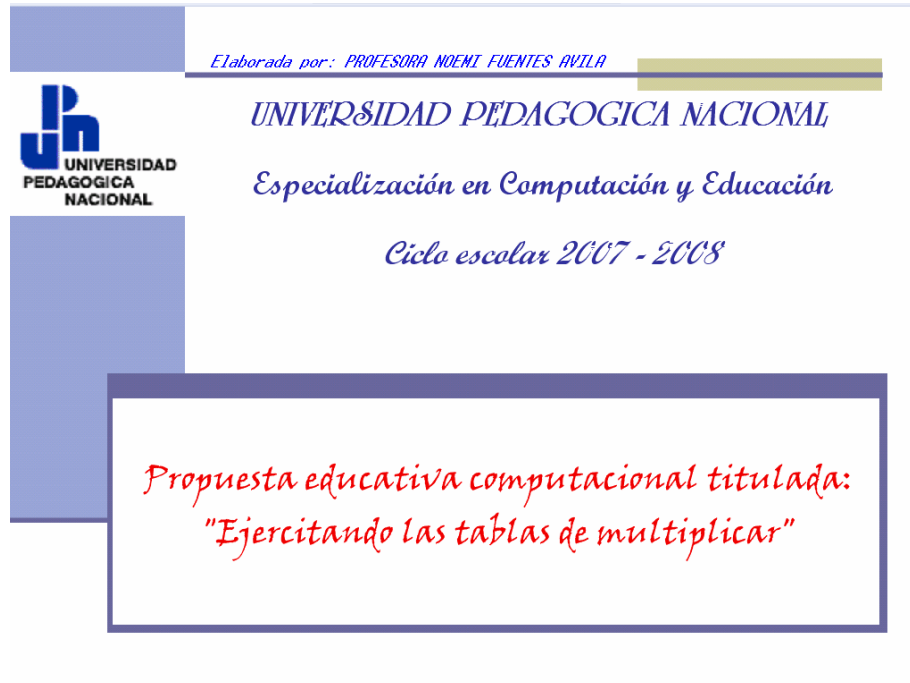 Elaborada por: PROFESORA NOEMI FUENTES AVILA
UNIVERSIDAD PEDAGOGICA NACIONAL
UNIVERSIDAD
PEDAGOGICA
NACIONAL
Especialización en Computación y Educación
Ciclo escolar 2007 - 2008
Propuesta educativa computacional titulada:
"Ejercitando las tablas de multiplicar"